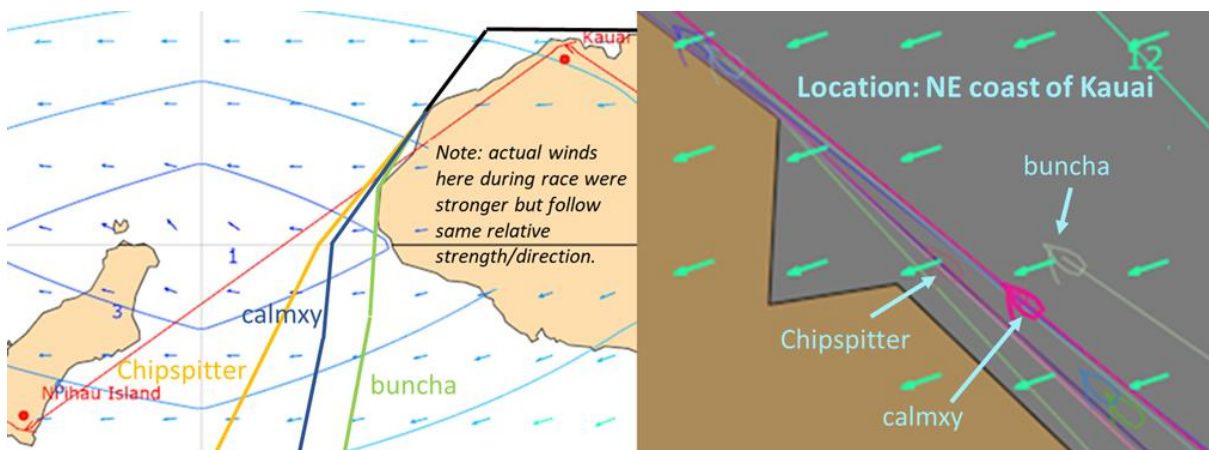 Kauai
Note: actual winds
here during race were
stronger but follow
same relative
strength/direction.
1
3
calmxy
Chipspitter
buncha
Niihau Island
12
Location: NE coast of Kauai
buncha
Chipspitter
calmxy